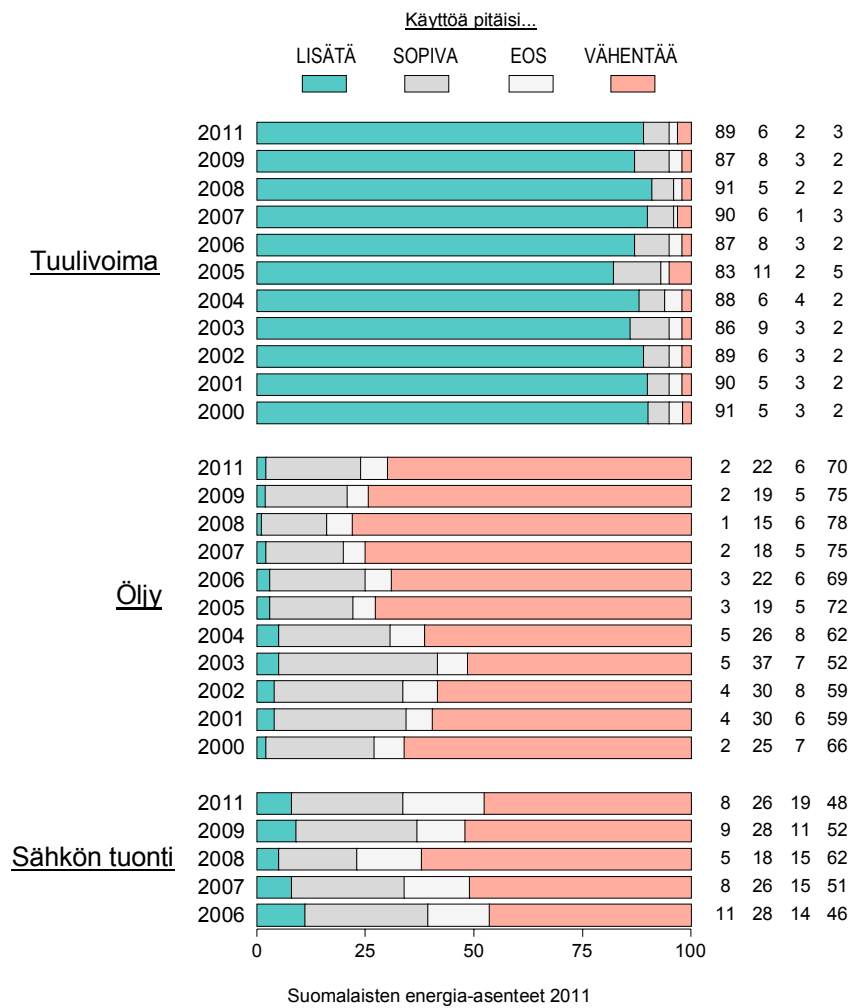 Käyttöä pitäisi...
LISÄTÄ SOPIVA EOS VÄHENTÄÄ
Tuulivoima
2011 89 6 2 3
2009 87 8 3 2
2008 91 5 2 2
2007 90 6 1 3
2006 87 8 3 2
2005 83 11 2 5
2004 88 6 4 2
2003 86 9 3 2
2002 89 6 3 2
2001 90 5 3 2
2000 91 5 3 2
Öljy
2011 2 22 6 70
2009 2 19 5 75
2008 1 15 6 78
2007 2 18 5 75
2006 3 22 6 69
2005 3 19 5 72
2004 5 26 8 62
2003 5 37 7 52
2002 4 30 8 59
2001 4 30 6 59
2000 2 25 7 66
Sähkön tuonti
2011 8 26 19 48
2009 9 28 11 52
2008 5 18 15 62
2007 8 26 15 51
2006 11 28 14 46
0 25 50 75 100
Suomalaisten energia-asenteet 2011